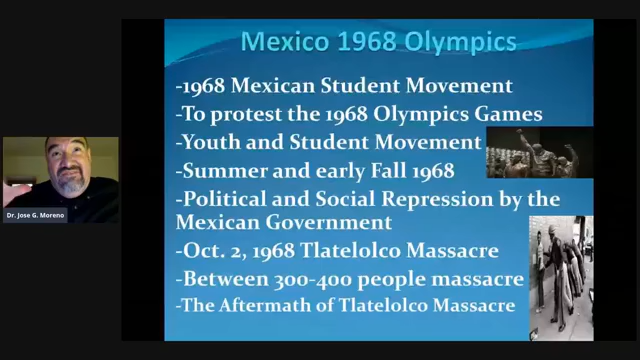 Mexico 1968 Olympics
-1968 Mexican Student Movement
-To protest the 1968 Olympics Games
-Youth and Student Movement
-Summer and early Fall 1968
-Political and Social Repression by the
Mexican Government
-Oct. 2, 1968 Tlatelolco Massacre
-Between 300-400 people massacre
-The Aftermath of Tlatelolco Massacre
Dr. Jose G. Moreno